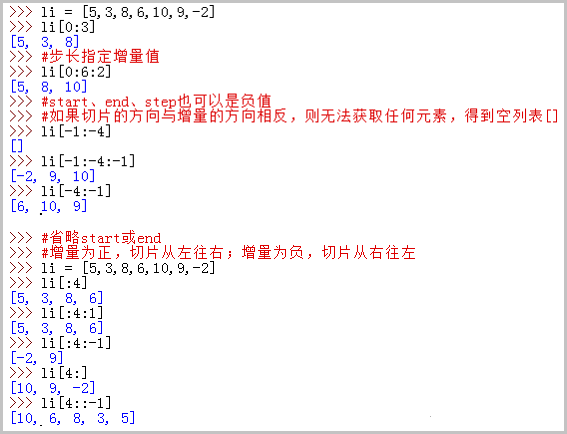 >>> li = [5,3,8,6,10,9,-2]
>>> li[0:3]
[5, 3, 8]
>>> #步长指定增量值
>>> li[0:6:2]
[5, 8, 10]
>>> #start、end、step也可以是负值
>>> #如果切片的方向与增量的方向相反，则无法获取任何元素，得到空列表[]
>>> li[-1:-4]
[]
>>> li[-1:-4:-1]
[-2, 9, 10]
>>> li[-4:-1]
[6, 10, 9]
>>> #省略start或end
>>> #增量为正，切片从左往右；增量为负，切片从右往左
>>> li = [5,3,8,6,10,9,-2]
>>> li[:4]
[5, 3, 8, 6]
>>> li[:4:1]
[5, 3, 8, 6]
>>> li[:4:-1]
[-2, 9]
>>> li[4:]
[10, 9, -2]
>>> li[4::-1]
[10, 6, 8, 3, 5]